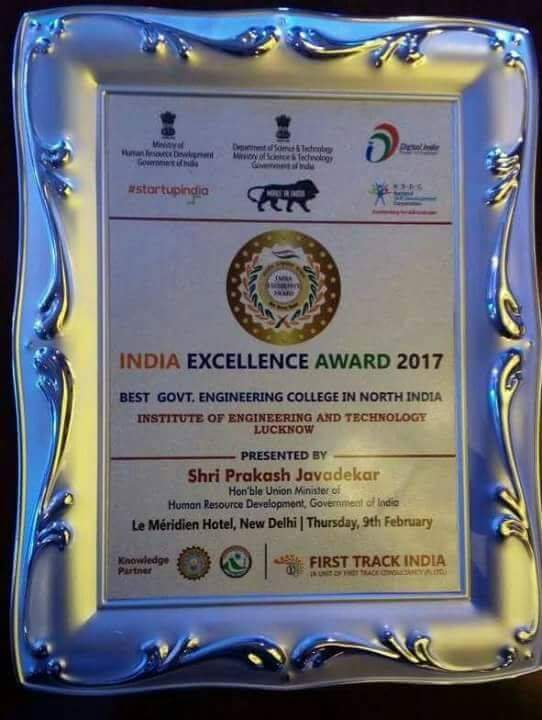 Ministry of
Human Resource Development
Government of India
Department of Science & Technology
Ministry of Science & Technology
Government of India
Digital India
#startupindia
MAKE IN INDIA
N·S·D·C
National
Skill Development
Corporation
INDIA
EXCELLENCE
AWARD
INDIA EXCELLENCE AWARD 2017
BEST GOVT. ENGINEERING COLLEGE IN NORTH INDIA
INSTITUTE OF ENGINEERING AND TECHNOLOGY
LUCKNOW
PRESENTED BY
Shri Prakash Javadekar
Hon'ble Union Minister of
Human Resource Development, Government of India
Le Méridien Hotel, New Delhi | Thursday, 9th February
Knowledge
Partner
FIRST TRACK INDIA
(A UNIT OF FIRST TRACK CONSULTANCY (P) LTD.)